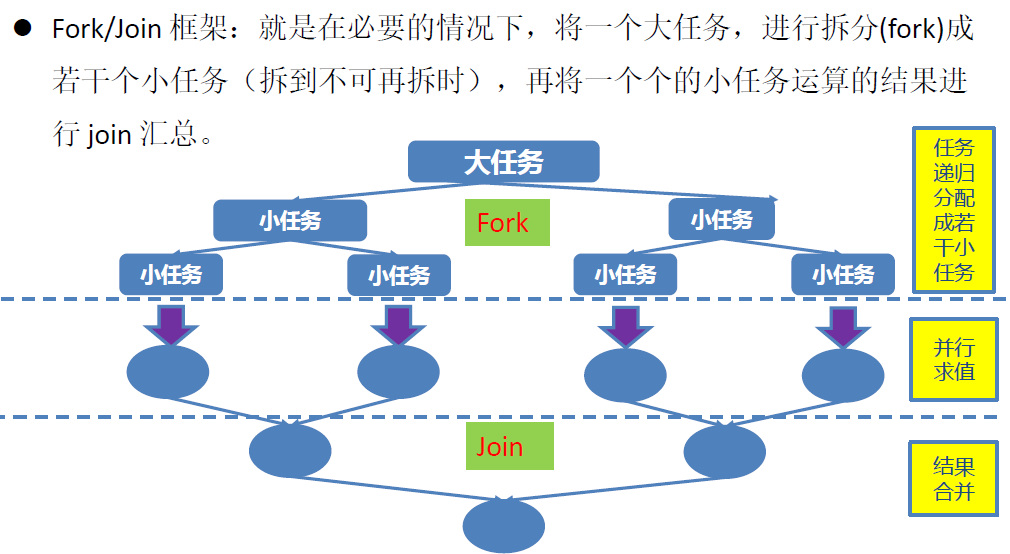 ● Fork/Join 框架：就是在必要的情况下，将一个大任务，进行拆分(fork)成
若干个小任务（拆到不可再拆时），再将一个个的小任务运算的结果进
行 join 汇总。
大任务
小任务
Fork
小任务
小任务
小任务
小任务
小任务
任务
递归
分配
成若
干小
任务
并行
求值
Join
结果
合并